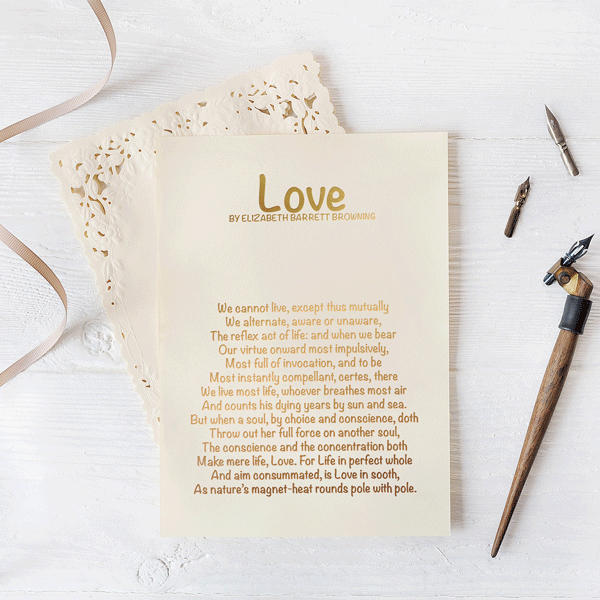 Love
BY ELIZABETH BARRETT BROWNING
We cannot live, except thus mutually
We alternate, aware or unaware,
The reflex act of life: and when we bear
Our virtue onward most impulsively,
Most full of invocation, and to be
Most instantly compellant, certes, there
We live most life, whoever breathes most air
And counts his dying years by sun and sea.
But when a soul, by choice and conscience, doth
Throw out her full force on another soul,
The conscience and the concentration both
Make mere life, Love. For Life in perfect whole
And aim consummated, is Love in sooth,
As nature's magnet-heat rounds pole with pole.